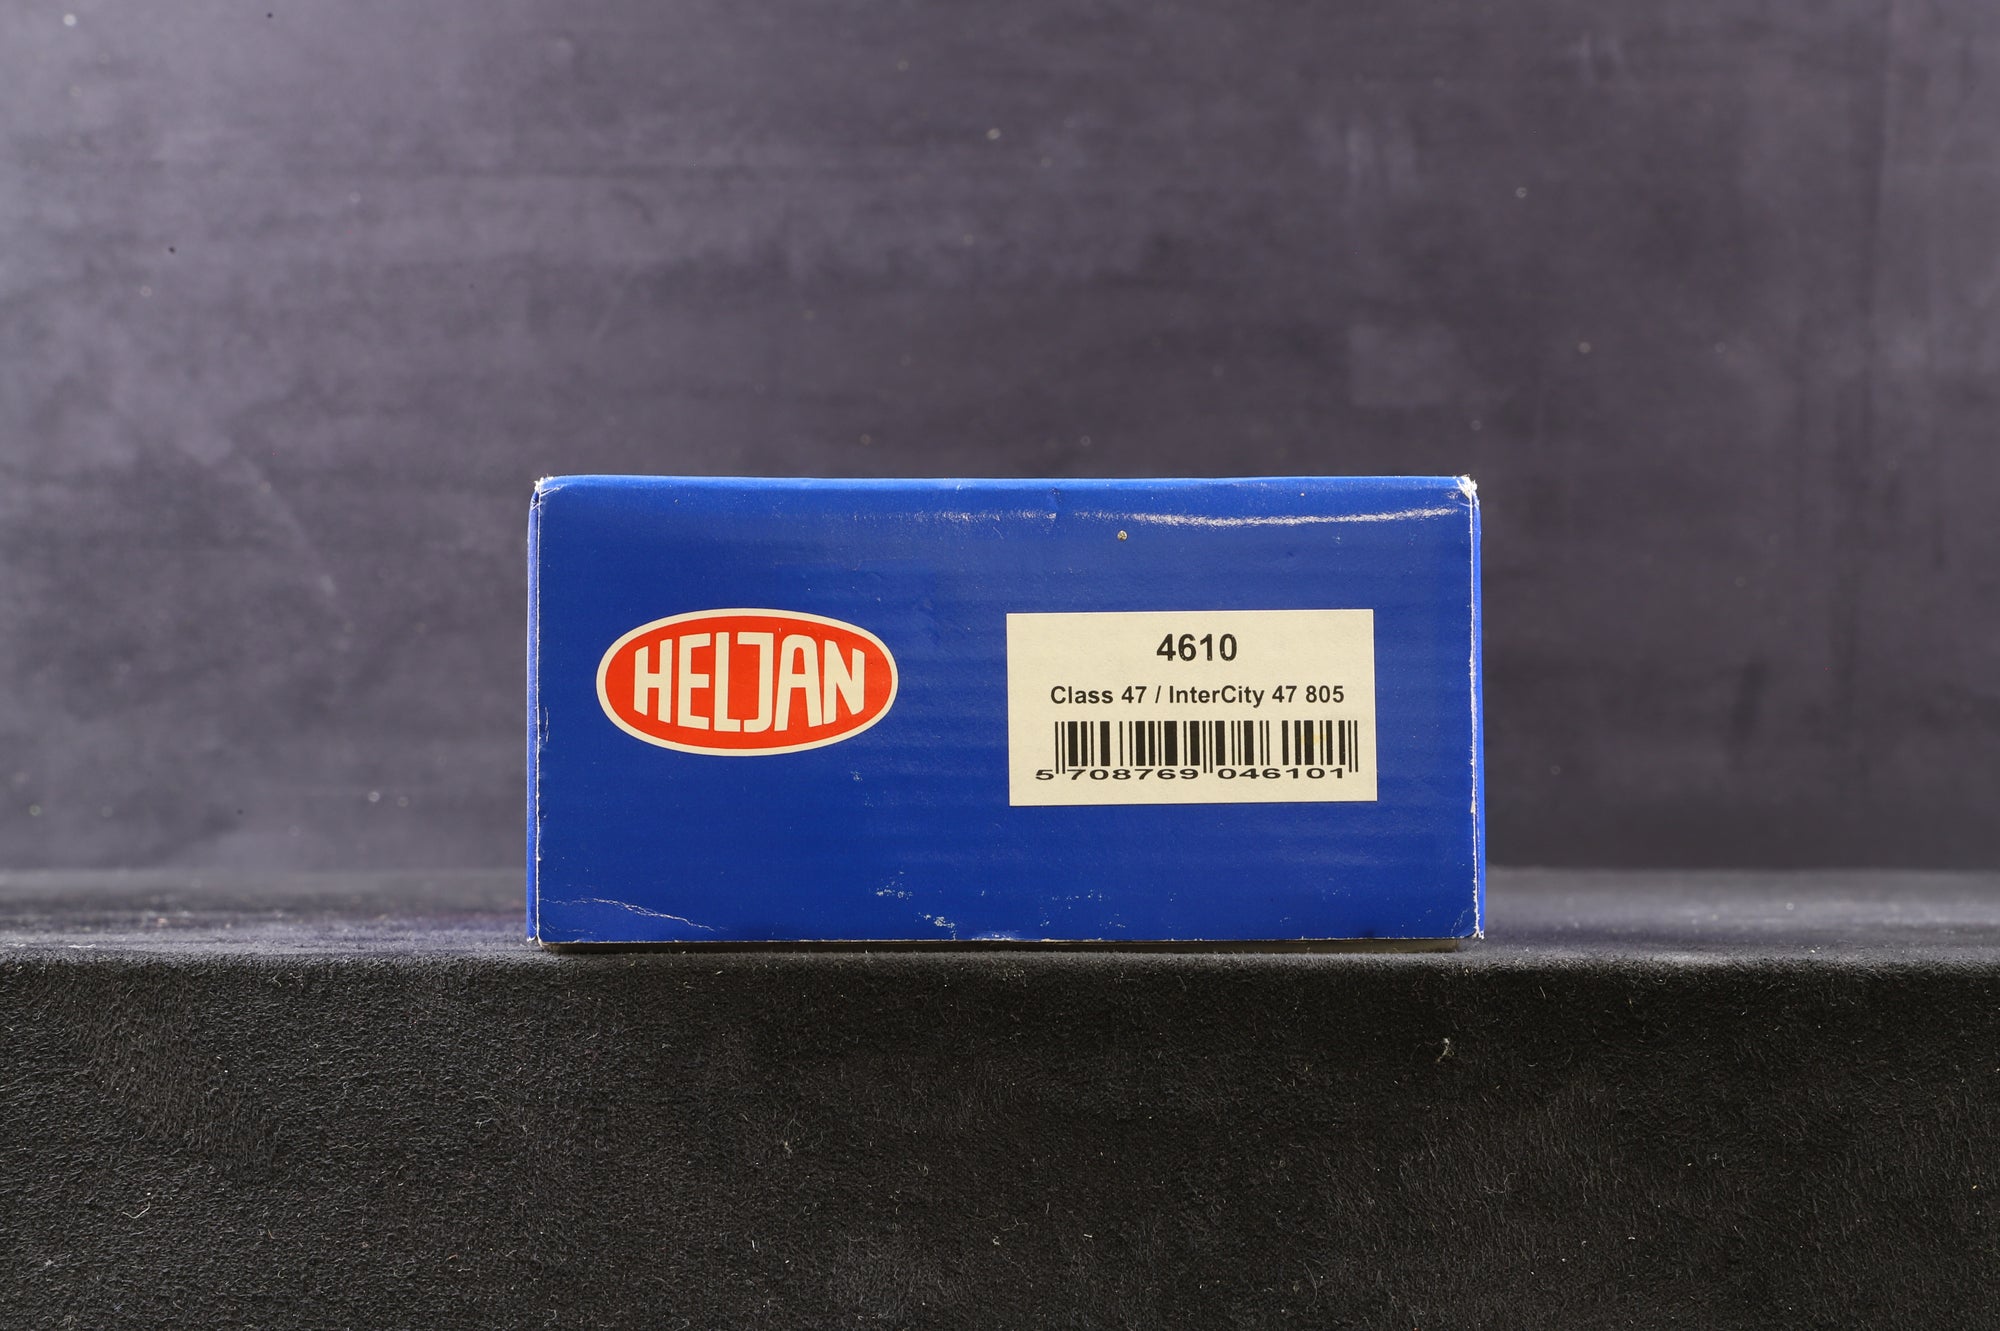 HELJAN
4610
Class 47 / InterCity 47 805
5 708769 046101